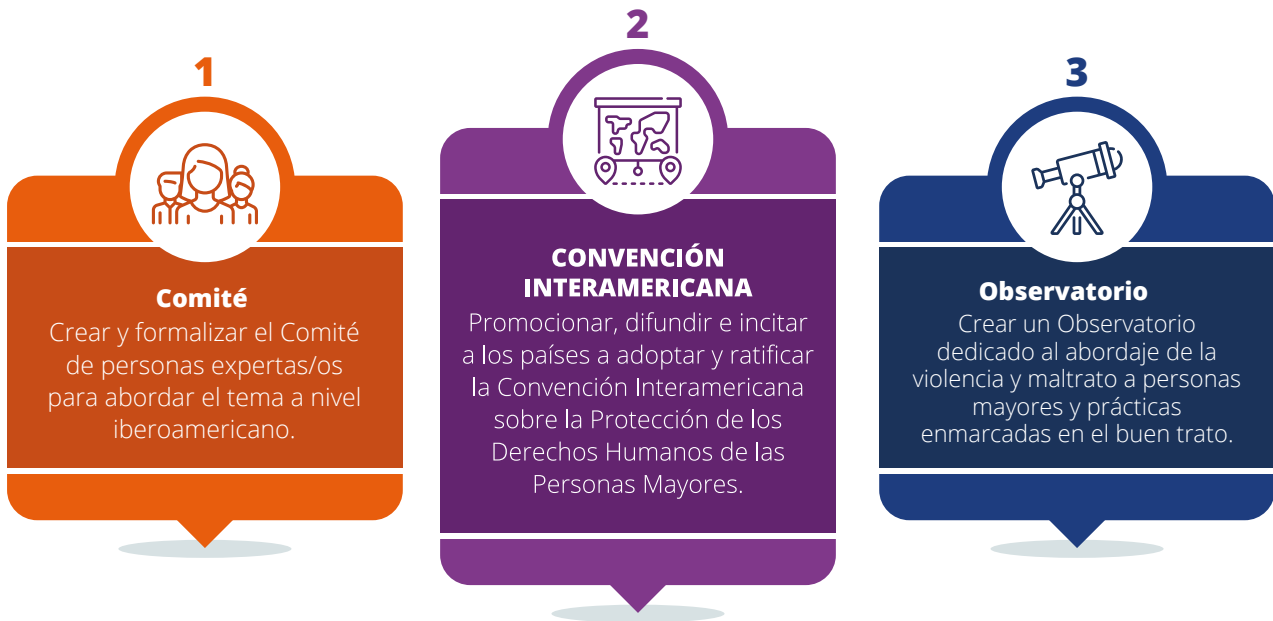 1
Comité
Crear y formalizar el Comité
de personas expertas/os
para abordar el tema a nivel
iberoamericano.
2
CONVENCIÓN
INTERAMERICANA
Promocionar, difundir e incitar
a los países a adoptar y ratificar
la Convención Interamericana
sobre la Protección de los
Derechos Humanos de las
Personas Mayores.
3
Observatorio
Crear un Observatorio
dedicado al abordaje de la
violencia y maltrato a personas
mayores y prácticas
enmarcadas en el buen trato.